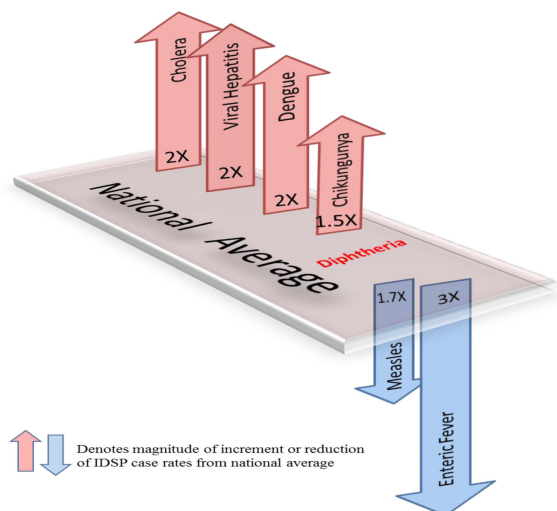 Cholera
2X
Viral Hepatitis
2X
Dengue
2X
Chikungunya
1.5X
National Average
Diphtheria
1.7X
Measles
3X
Enteric Fever
Denotes magnitude of increment or reduction
of IDSP case rates from national average